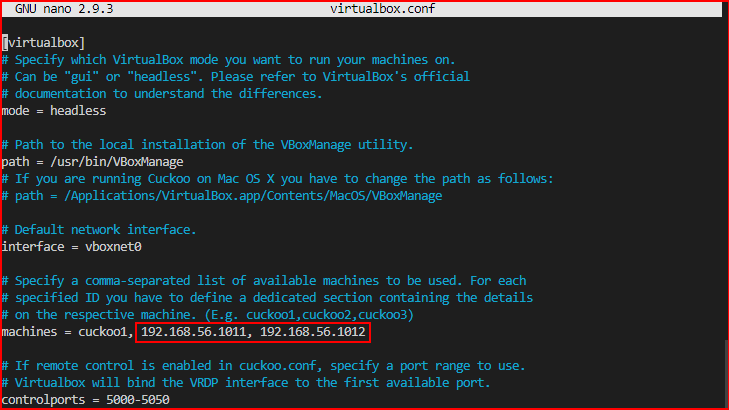 GNU nano 2.9.3 virtualbox.conf
[virtualbox]
# Specify which VirtualBox mode you want to run your machines on.
# Can be "gui" or "headless". Please refer to VirtualBox's official
# documentation to understand the differences.
mode = headless
# Path to the local installation of the VBoxManage utility.
path = /usr/bin/VBoxManage
# If you are running Cuckoo on Mac OS X you have to change the path as follows:
# path = /Applications/VirtualBox.app/Contents/MacOS/VBoxManage
# Default network interface.
interface = vboxnet0
# Specify a comma-separated list of available machines to be used. For each
# specified ID you have to define a dedicated section containing the details
# on the respective machine. (E.g. cuckoo1,cuckoo2,cuckoo3)
machines = cuckoo1, 192.168.56.1011, 192.168.56.1012
# If remote control is enabled in cuckoo.conf, specify a port range to use.
# Virtualbox will bind the VRDP interface to the first available port.
controlports = 5000-5050